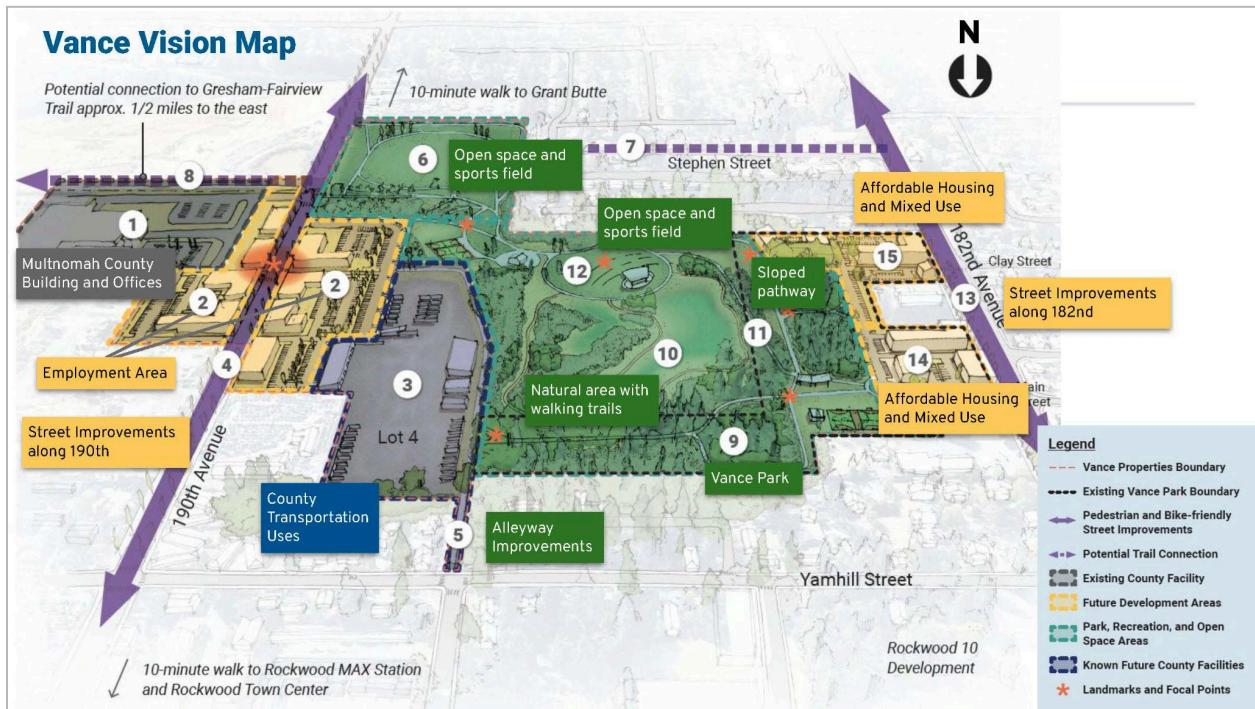 Vance Vision Map
Potential connection to Gresham-Fairview
Trail approx. 1/2 miles to the east
10-minute walk to Grant Butte
N
6
Open space and
sports field
7
Stephen Street
8
1
Multnomah County
Building and Offices
2
2
Employment Area
4
Street Improvements
along 190th
190th Avenue
3
Lot 4
County
Transportation
Uses
5
Alleyway
Improvements
Open space and
sports field
12
Sloped
pathway
11
10
Natural area with
walking trails
9
Vance Park
Affordable Housing
and Mixed Use
15
182nd Avenue
Clay Street
13
Street Improvements
along 182nd
14
Affordable Housing
and Mixed Use
Yamhill Street
10-minute walk to Rockwood MAX Station
and Rockwood Town Center
Rockwood 10
Development
Legend
Vance Properties Boundary
Existing Vance Park Boundary
Pedestrian and Bike-friendly
Street Improvements
Potential Trail Connection
Existing County Facility
Future Development Areas
Park, Recreation, and Open
Space Areas
Known Future County Facilities
Landmarks and Focal Points